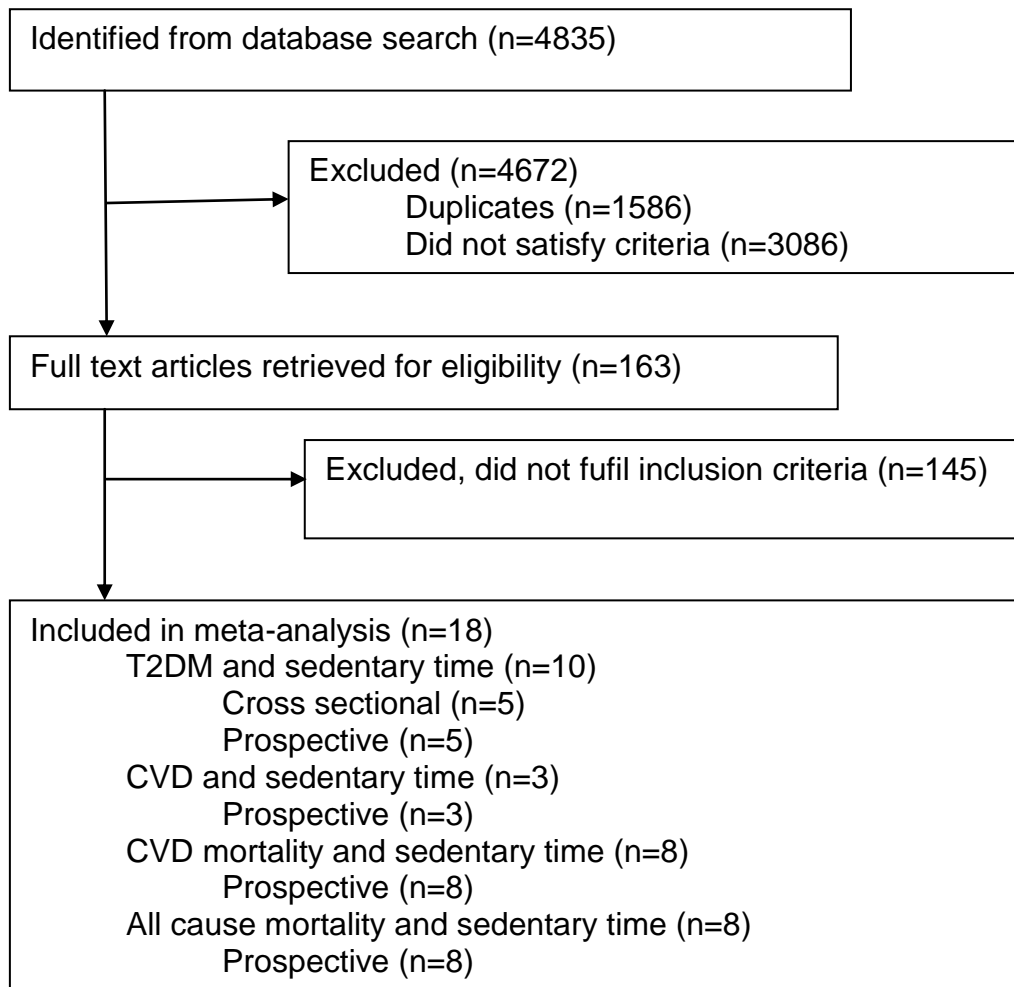 Identified from database search (n=4835)
Excluded (n=4672)
Duplicates (n=1586)
Did not satisfy criteria (n=3086)
Full text articles retrieved for eligibility (n=163)
Excluded, did not fufil inclusion criteria (n=145)
Included in meta-analysis (n=18)
T2DM and sedentary time (n=10)
Cross sectional (n=5)
Prospective (n=5)
CVD and sedentary time (n=3)
Prospective (n=3)
CVD mortality and sedentary time (n=8)
Prospective (n=8)
All cause mortality and sedentary time (n=8)
Prospective (n=8)